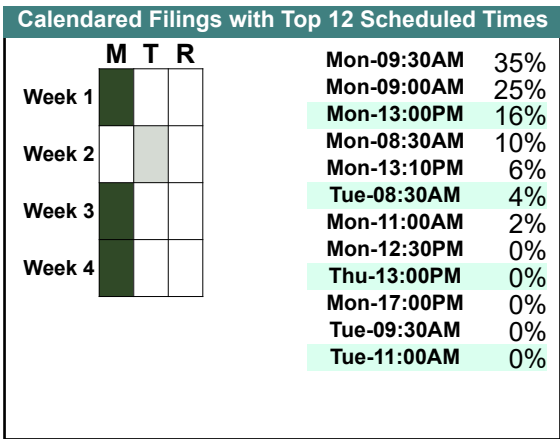 Calendared Filings with Top 12 Scheduled Times
M T R
Week 1
Week 2
Week 3
Week 4
Mon-09:30AM 35%
Mon-09:00AM 25%
Mon-13:00PM 16%
Mon-08:30AM 10%
Mon-13:10PM 6%
Tue-08:30AM 4%
Mon-11:00AM 2%
Mon-12:30PM 0%
Thu-13:00PM 0%
Mon-17:00PM 0%
Tue-09:30AM 0%
Tue-11:00AM 0%